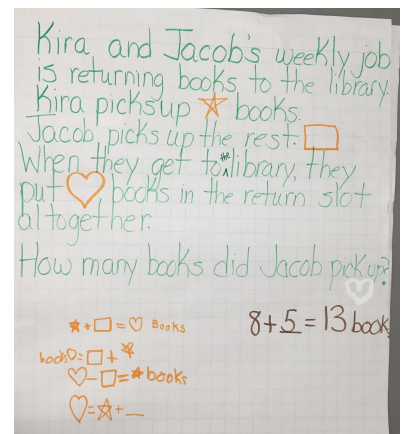 Kira and Jacob's weekly job
is returning books to the library.
Kira picks up ☆ books.
Jacob picks up the rest. □
When they get to the library, they
put ♡ books in the return slot
altogether.
How many books did Jacob pick up?
8+5=13 book
★+□=♡ Books
books♡=□+★
♡-□=★books
♡=☆+__